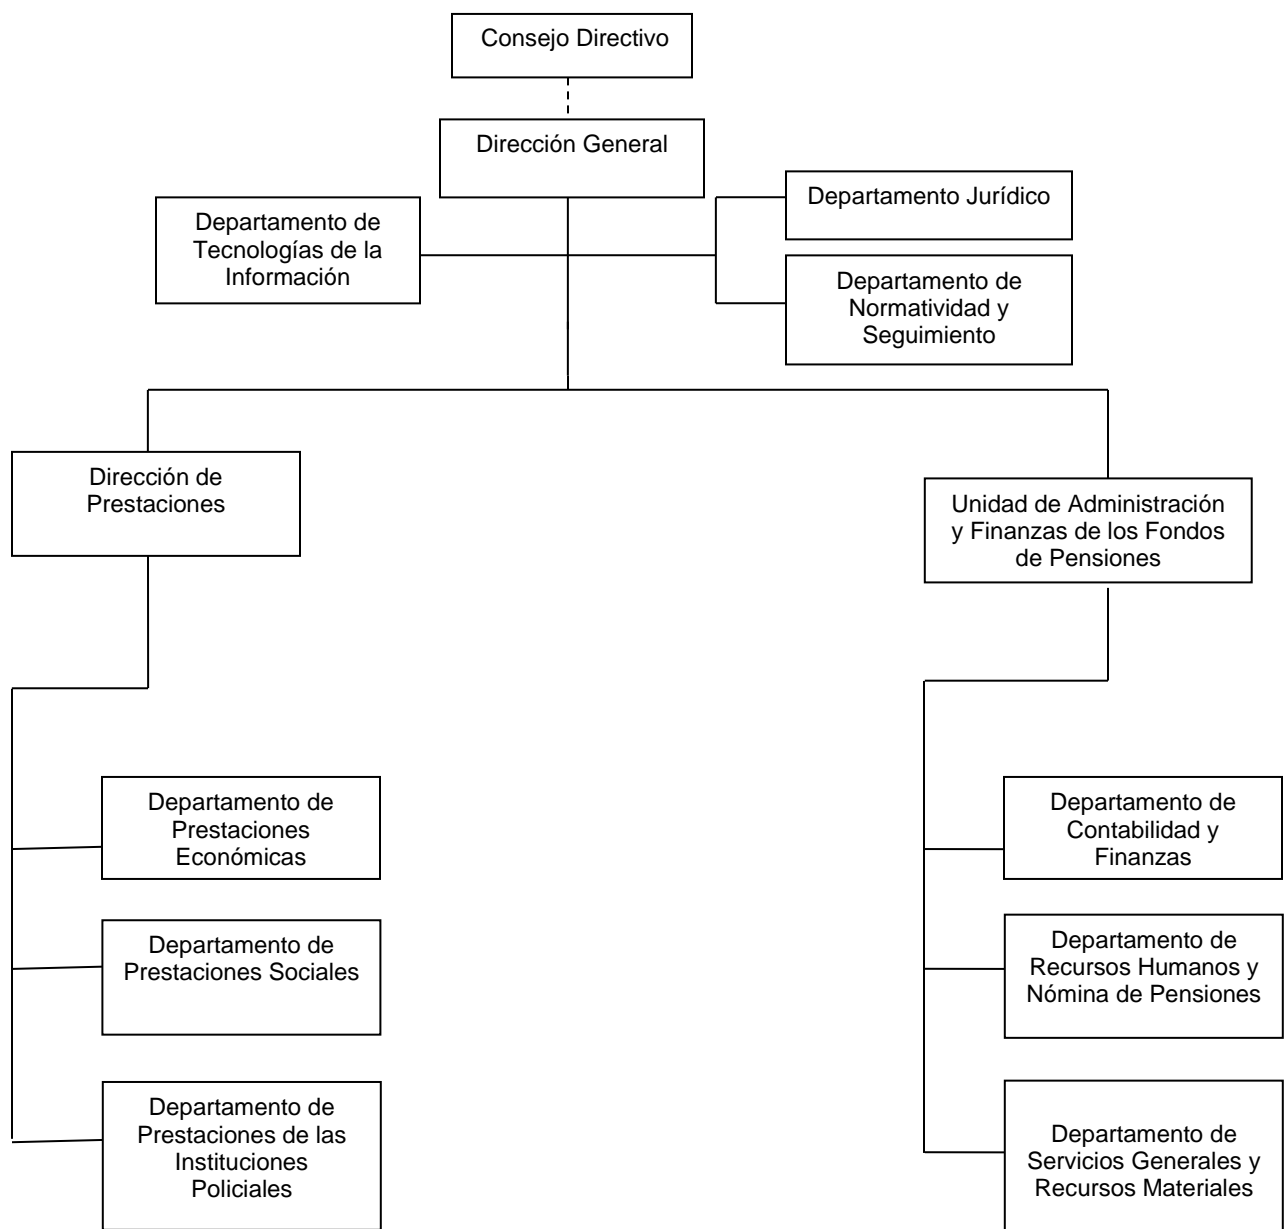 Consejo Directivo
Dirección General
Departamento de
Tecnologías de la
Información
Departamento Jurídico
Departamento de
Normatividad y
Seguimiento
Dirección de
Prestaciones
Unidad de Administración
y Finanzas de los Fondos
de Pensiones
Departamento de
Prestaciones
Económicas
Departamento de
Prestaciones Sociales
Departamento de
Prestaciones de las
Instituciones
Policiales
Departamento de
Contabilidad y
Finanzas
Departamento de
Recursos Humanos y
Nómina de Pensiones
Departamento de
Servicios Generales y
Recursos Materiales